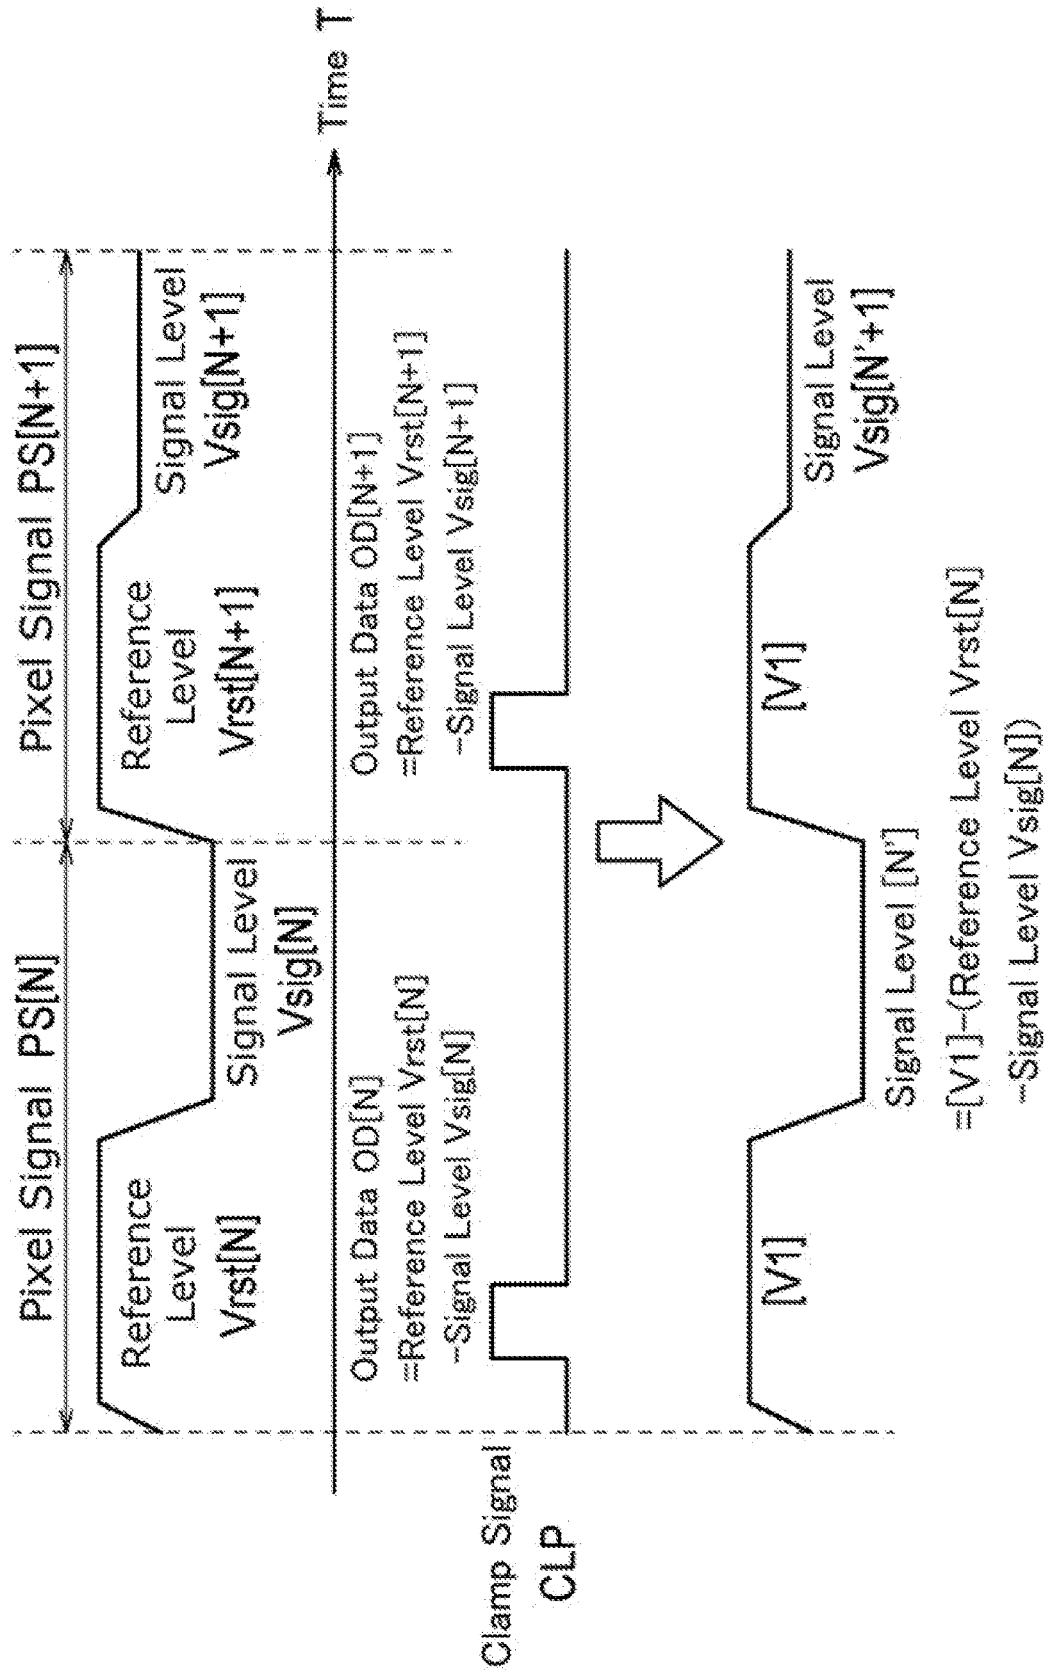 Pixel Signal PS[N]
Pixel Signal PS[N+1]
Reference
Level
Vrst[N]
Signal Level
Vsig[N]
Reference
Level
Vrst[N+1]
Signal Level
Vsig[N+1]
Time T
Output Data OD[N]
=Reference Level Vrst[N]
-Signal Level Vsig[N]
Output Data OD[N+1]
=Reference Level Vrst[N+1]
-Signal Level Vsig[N+1]
Clamp Signal
CLP
[V1]
Signal Level [N']
=[V1]-(Reference Level Vrst[N]
-Signal Level Vsig[N])
[V1]
Signal Level
Vsig[N'+1]